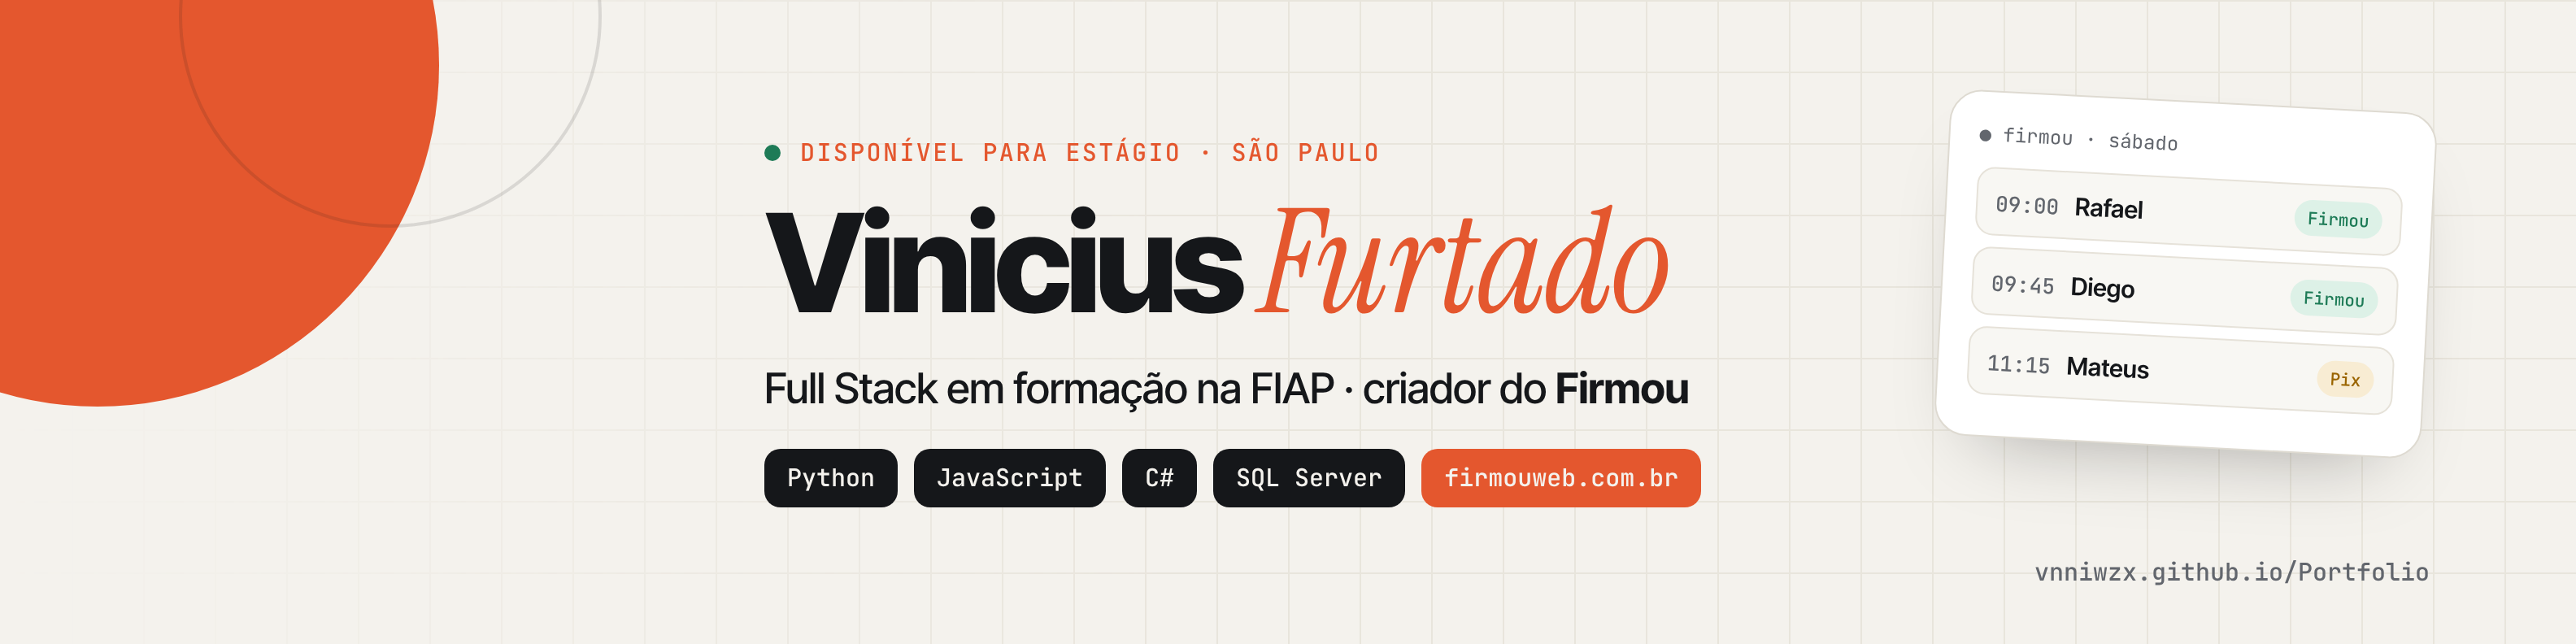 DISPONÍVEL PARA ESTÁGIO · SÃO PAULO
Vinicius Furtado
Full Stack em formação na FIAP · criador do Firmou
Python JavaScript C# SQL Server firmouweb.com.br
firmou · sábado
09:00 Rafael Firmou
09:45 Diego Firmou
11:15 Mateus Pix
vnniwzx.github.io/Portfolio